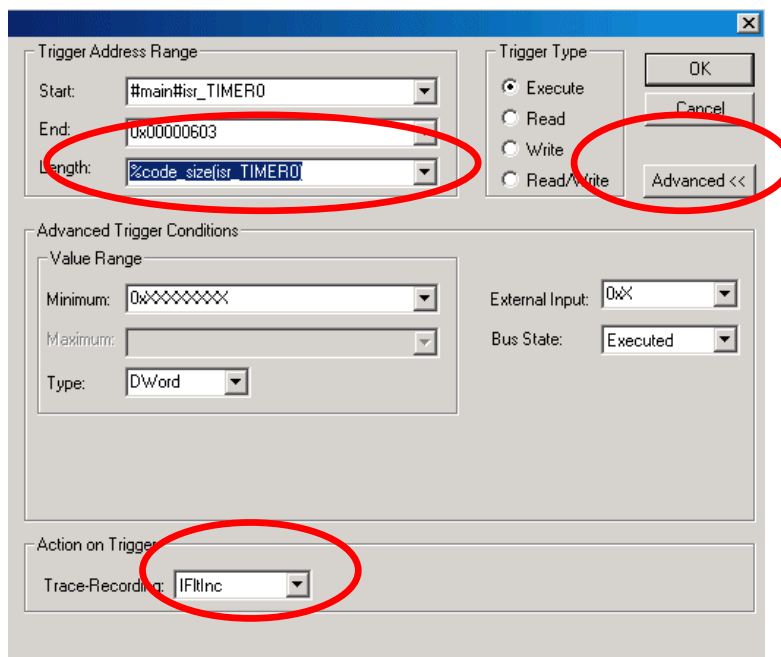 Trigger Address Range
Start: #main#isr_TIMER0
End: 0x00000603
Length: %code_size(isr_TIMER0)
Trigger Type
Execute
Read
Write
Read/Write
OK
Cancel
Advanced <<
Advanced Trigger Conditions
Value Range
Minimum: 0xXXXXXXXX
Maximum:
Type: DWord
External Input: 0xX
Bus State: Executed
Action on Trigger
Trace-Recording: IFltInc